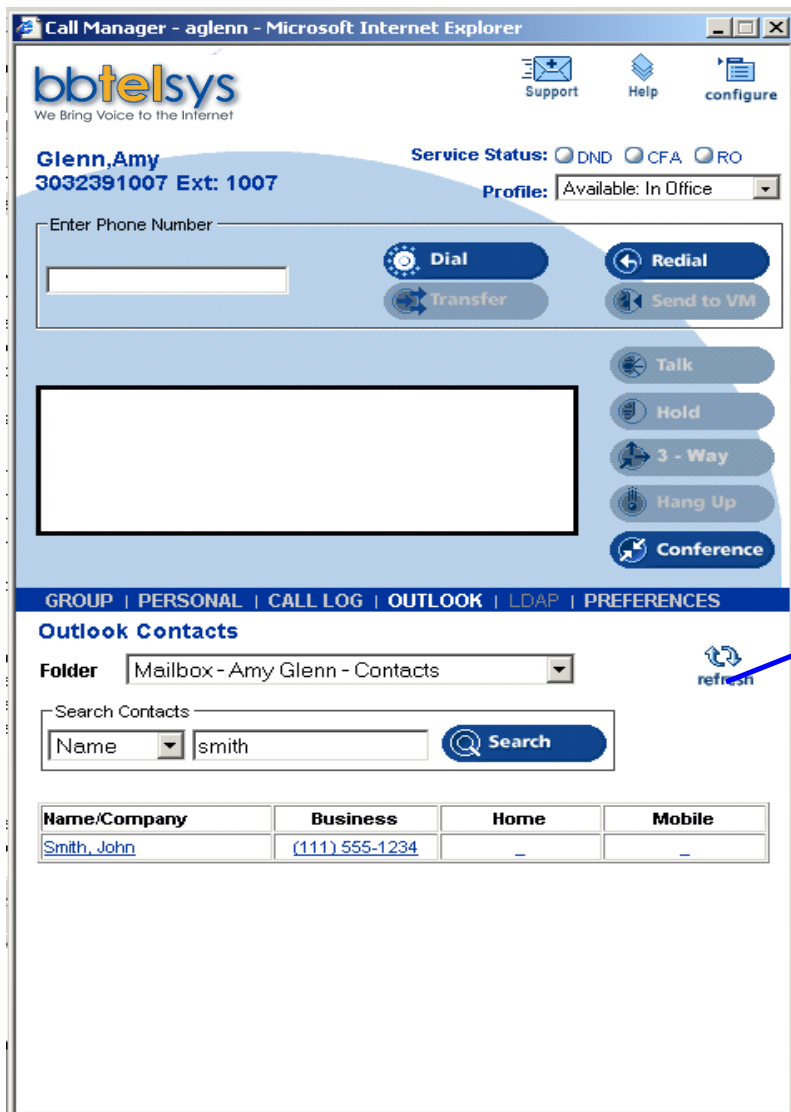 Call Manager - aglenn - Microsoft Internet Explorer
bbtelsys
We Bring Voice to the Internet
Support
Help
configure
Glenn,Amy
3032391007 Ext: 1007
Service Status: DND CFA RO
Profile: Available: In Office
Enter Phone Number
Dial
Redial
Transfer
Send to VM
Talk
Hold
3 - Way
Hang Up
Conference
GROUP | PERSONAL | CALL LOG | OUTLOOK | LDAP | PREFERENCES
Outlook Contacts
Folder Mailbox - Amy Glenn - Contacts
refresh
Search Contacts
Name smith Search
Name/Company Business Home Mobile
Smith, John (111) 555-1234 - -